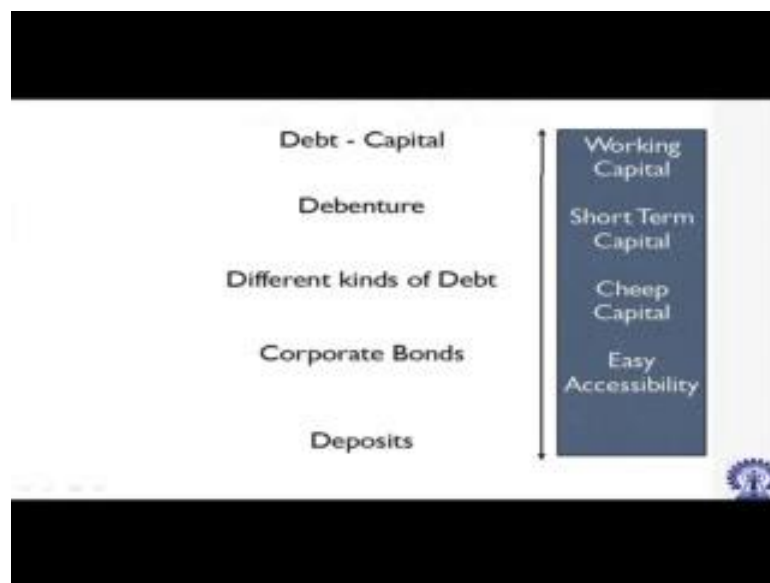 Debt - Capital
Debenture
Different kinds of Debt
Corporate Bonds
Deposits
Working
Capital
Short Term
Capital
Cheep
Capital
Easy
Accessibility